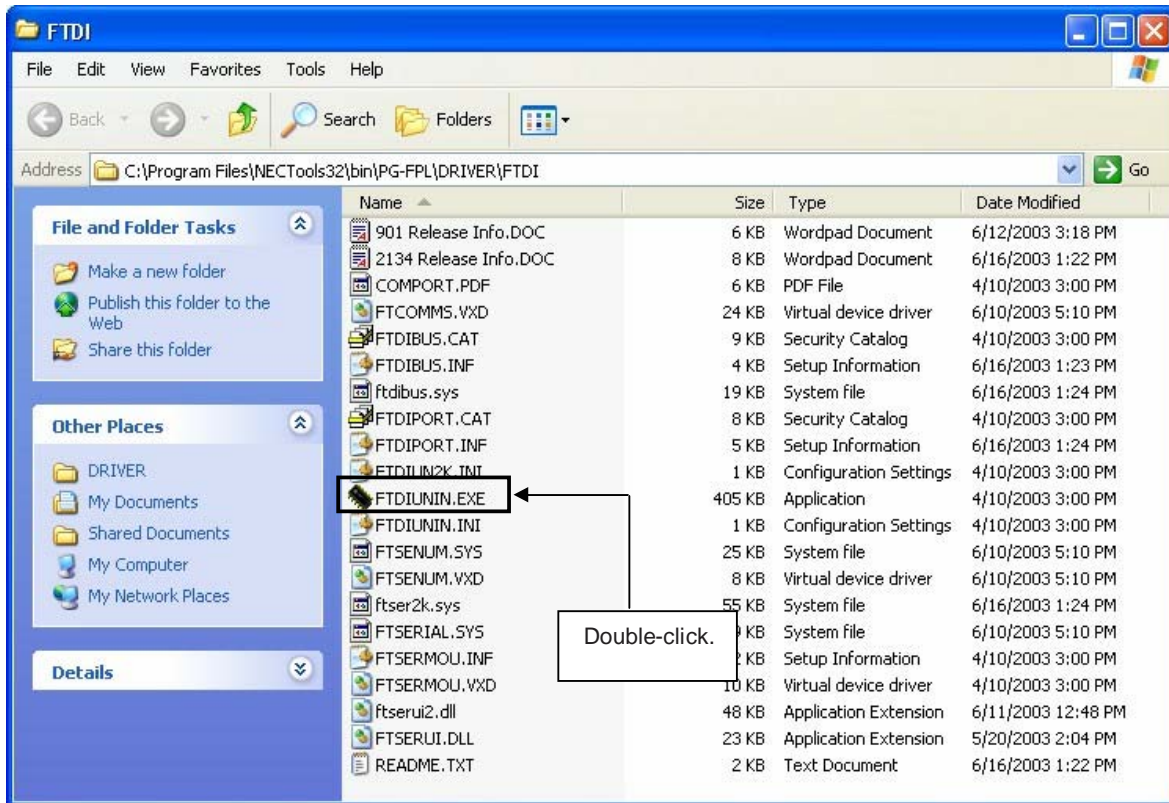 FTDI
File Edit View Favorites Tools Help
Back Search Folders
Address C:\Program Files\NECTools32\bin\PG-FPL\DRIVER\FTDI Go
File and Folder Tasks
Make a new folder
Publish this folder to the
Web
Share this folder
Other Places
DRIVER
My Documents
Shared Documents
My Computer
My Network Places
Details
Name Size Type Date Modified
901 Release Info.DOC 6 KB Wordpad Document 6/12/2003 3:18 PM
2134 Release Info.DOC 8 KB Wordpad Document 6/16/2003 1:22 PM
COMPORT.PDF 6 KB PDF File 4/10/2003 3:00 PM
FTCOMMS.VXD 24 KB Virtual device driver 6/10/2003 5:10 PM
FTDIBUS.CAT 9 KB Security Catalog 4/10/2003 3:00 PM
FTDIBUS.INF 4 KB Setup Information 6/16/2003 1:23 PM
ftdibus.sys 19 KB System file 6/16/2003 1:24 PM
FTDIPORT.CAT 8 KB Security Catalog 4/10/2003 3:00 PM
FTDIPORT.INF 5 KB Setup Information 6/16/2003 1:24 PM
FTDIUN2K.INI 1 KB Configuration Settings 4/10/2003 3:00 PM
FTDIUNIN.EXE 405 KB Application 4/10/2003 3:00 PM
FTDIUNIN.INI 1 KB Configuration Settings 4/10/2003 3:00 PM
FTSENUM.SYS 25 KB System file 6/10/2003 5:10 PM
FTSENUM.VXD 8 KB Virtual device driver 6/10/2003 5:10 PM
ftser2k.sys 55 KB System file 6/16/2003 1:24 PM
FTSERIAL.SYS KB System file 6/10/2003 5:10 PM
FTSERMOU.INF KB Setup Information 4/10/2003 3:00 PM
FTSERMOU.VXD 10 KB Virtual device driver 4/10/2003 3:00 PM
ftserui2.dll 48 KB Application Extension 6/11/2003 12:48 PM
FTSERUI.DLL 23 KB Application Extension 5/20/2003 2:04 PM
README.TXT 2 KB Text Document 6/16/2003 1:22 PM
Double-click.